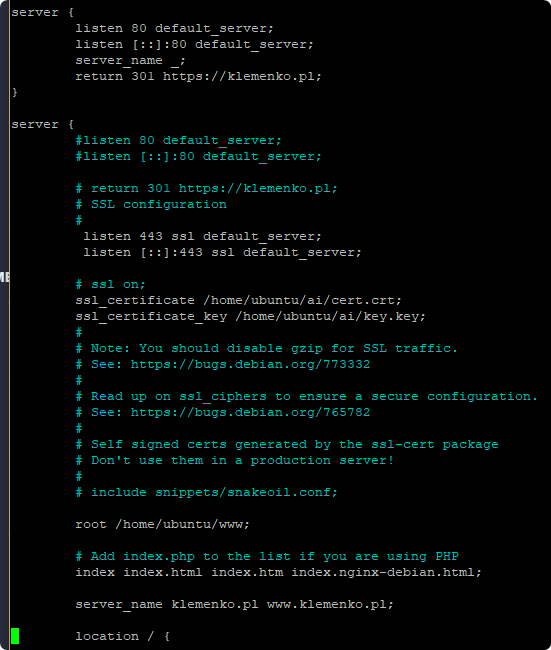 server {
listen 80 default_server;
listen [::]:80 default_server;
server_name _;
return 301 https://klemenko.pl;
}
server {
#listen 80 default_server;
#listen [::]:80 default_server;
# return 301 https://klemenko.pl;
# SSL configuration
#
listen 443 ssl default_server;
listen [::]:443 ssl default_server;
# ssl on;
ssl_certificate /home/ubuntu/ai/cert.crt;
ssl_certificate_key /home/ubuntu/ai/key.key;
#
# Note: You should disable gzip for SSL traffic.
# See: https://bugs.debian.org/773332
#
# Read up on ssl_ciphers to ensure a secure configuration.
# See: https://bugs.debian.org/765782
#
# Self signed certs generated by the ssl-cert package
# Don't use them in a production server!
#
# include snippets/snakeoil.conf;
root /home/ubuntu/www;
# Add index.php to the list if you are using PHP
index index.html index.htm index.nginx-debian.html;
server_name klemenko.pl www.klemenko.pl;
location / {